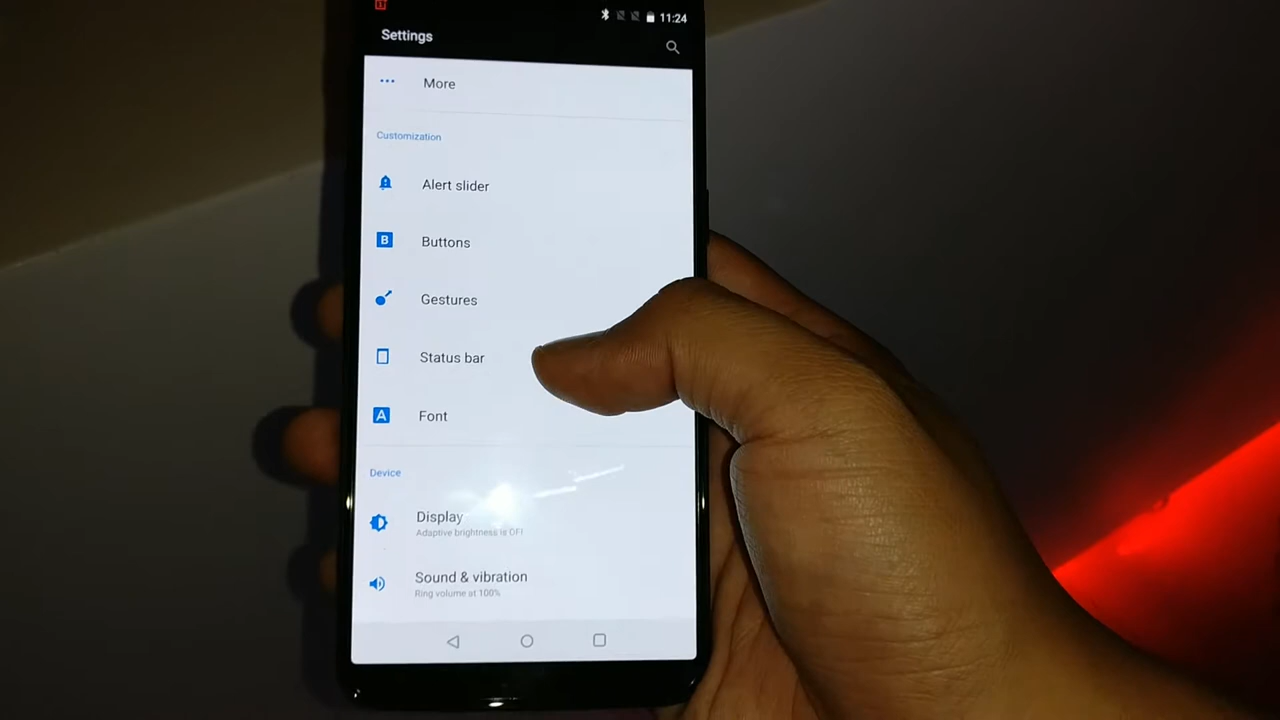 11:24
Settings
More
Customization
Alert slider
B
Buttons
Gestures
Status bar
A
Font
Device
Display
Adaptive brightness is OFF
Sound & vibration
Ring volume at 100%